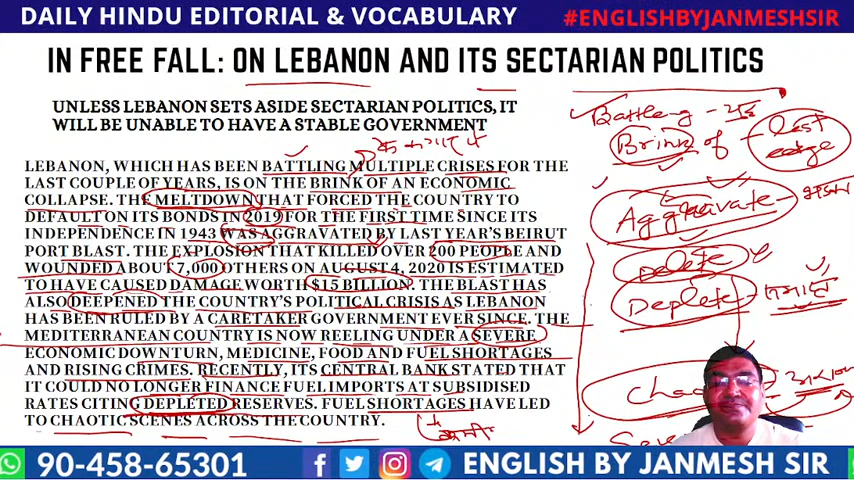 DAILY HINDU EDITORIAL & VOCABULARY
#ENGLISHBYJANMESHSIR
IN FREE FALL: ON LEBANON AND ITS SECTARIAN POLITICS
UNLESS LEBANON SETS ASIDE SECTARIAN POLITICS, IT
WILL BE UNABLE TO HAVE A STABLE GOVERNMENT
LEBANON, WHICH HAS BEEN BATTLING MULTIPLE CRISES FOR THE
LAST COUPLE OF YEARS, IS ON THE BRINK OF AN ECONOMIC
COLLAPSE. THE MELTDOWN THAT FORCED THE COUNTRY TO
DEFAULT ON ITS BONDS IN 2019 FOR THE FIRST TIME SINCE ITS
INDEPENDENCE IN 1943 WAS AGGRAVATED BY LAST YEAR'S BEIRUT
PORT BLAST. THE EXPLOSION THAT KILLED OVER 200 PEOPLE AND
WOUNDED ABOUT 7,000 OTHERS ON AUGUST 4, 2020 IS ESTIMATED
TO HAVE CAUSED DAMAGE WORTH $15 BILLION. THE BLAST HAS
ALSO DEEPENED THE COUNTRY'S POLITICAL CRISIS AS LEBANON
HAS BEEN RULED BY A CARETAKER GOVERNMENT EVER SINCE. THE
MEDITERRANEAN COUNTRY IS NOW REELING UNDER A SEVERE
ECONOMIC DOWNTURN, MEDICINE, FOOD AND FUEL SHORTAGES
AND RISING CRIMES. RECENTLY, ITS CENTRAL BANK STATED THAT
IT COULD NO LONGER FINANCE FUEL IMPORTS AT SUBSIDISED
RATES CITING DEPLETED RESERVES. FUEL SHORTAGES HAVE LED
TO CHAOTIC SCENES ACROSS THE COUNTRY.
Battleng -
Brink of - last
edge
Aggravate -
Delete
Deplete -
90-458-65301
ENGLISH BY JANMESH SIR